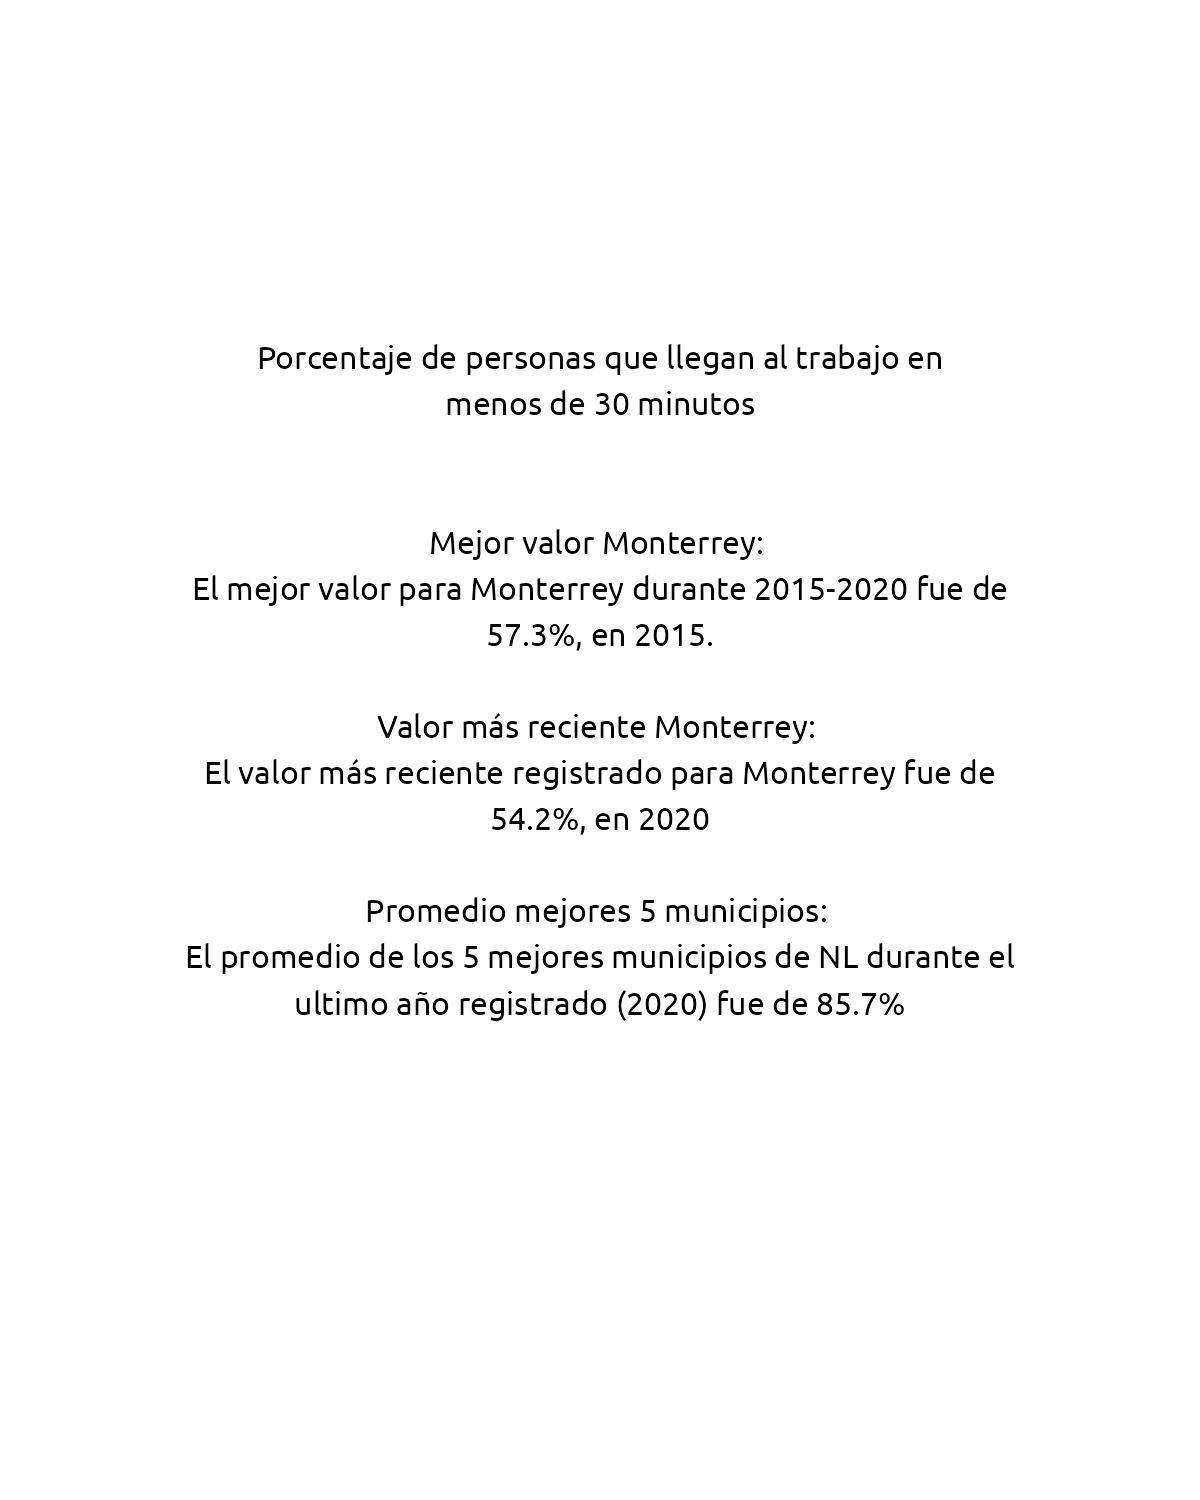 Porcentaje de personas que llegan al trabajo en
menos de 30 minutos
Mejor valor Monterrey:
El mejor valor para Monterrey durante 2015-2020 fue de
57.3%, en 2015.
Valor más reciente Monterrey:
El valor más reciente registrado para Monterrey fue de
54.2%, en 2020
Promedio mejores 5 municipios:
El promedio de los 5 mejores municipios de NL durante el
ultimo año registrado (2020) fue de 85.7%